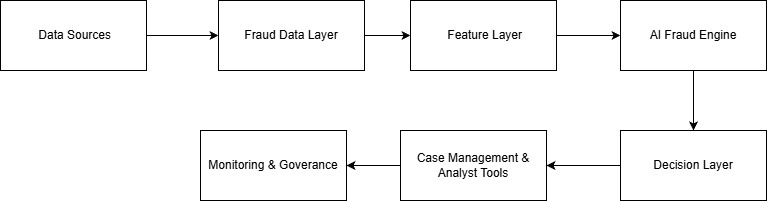 Data Sources
Fraud Data Layer
Feature Layer
AI Fraud Engine
Monitoring & Goverance
Case Management &
Analyst Tools
Decision Layer